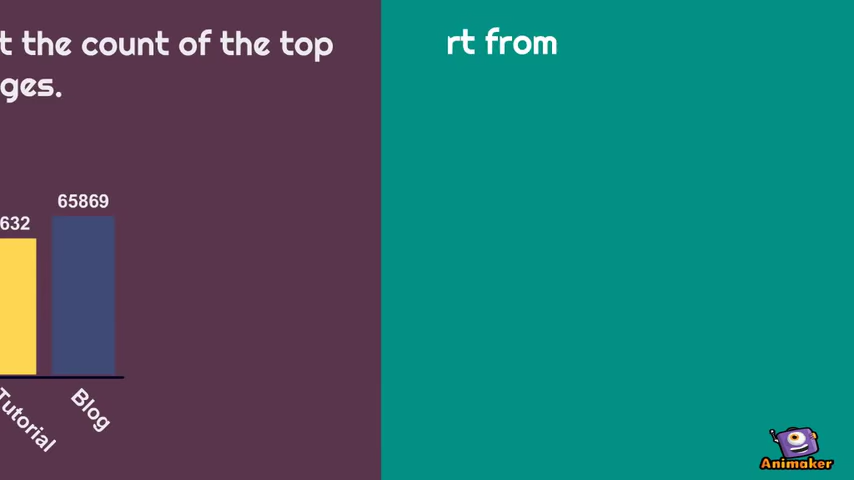 t the count of the top
ges.
rt from
65869
632
Tutorial
Blog
Animaker